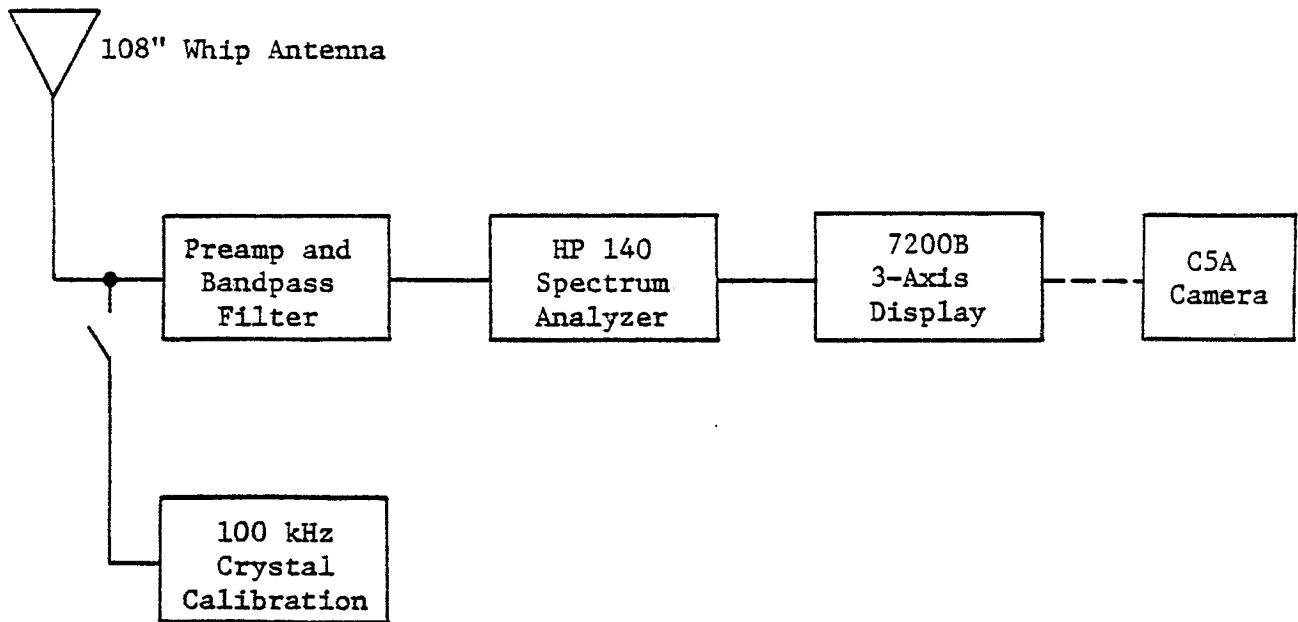 108" Whip Antenna
Preamp and
Bandpass
Filter
HP 140
Spectrum
Analyzer
7200B
3-Axis
Display
C5A
Camera
100 kHz
Crystal
Calibration